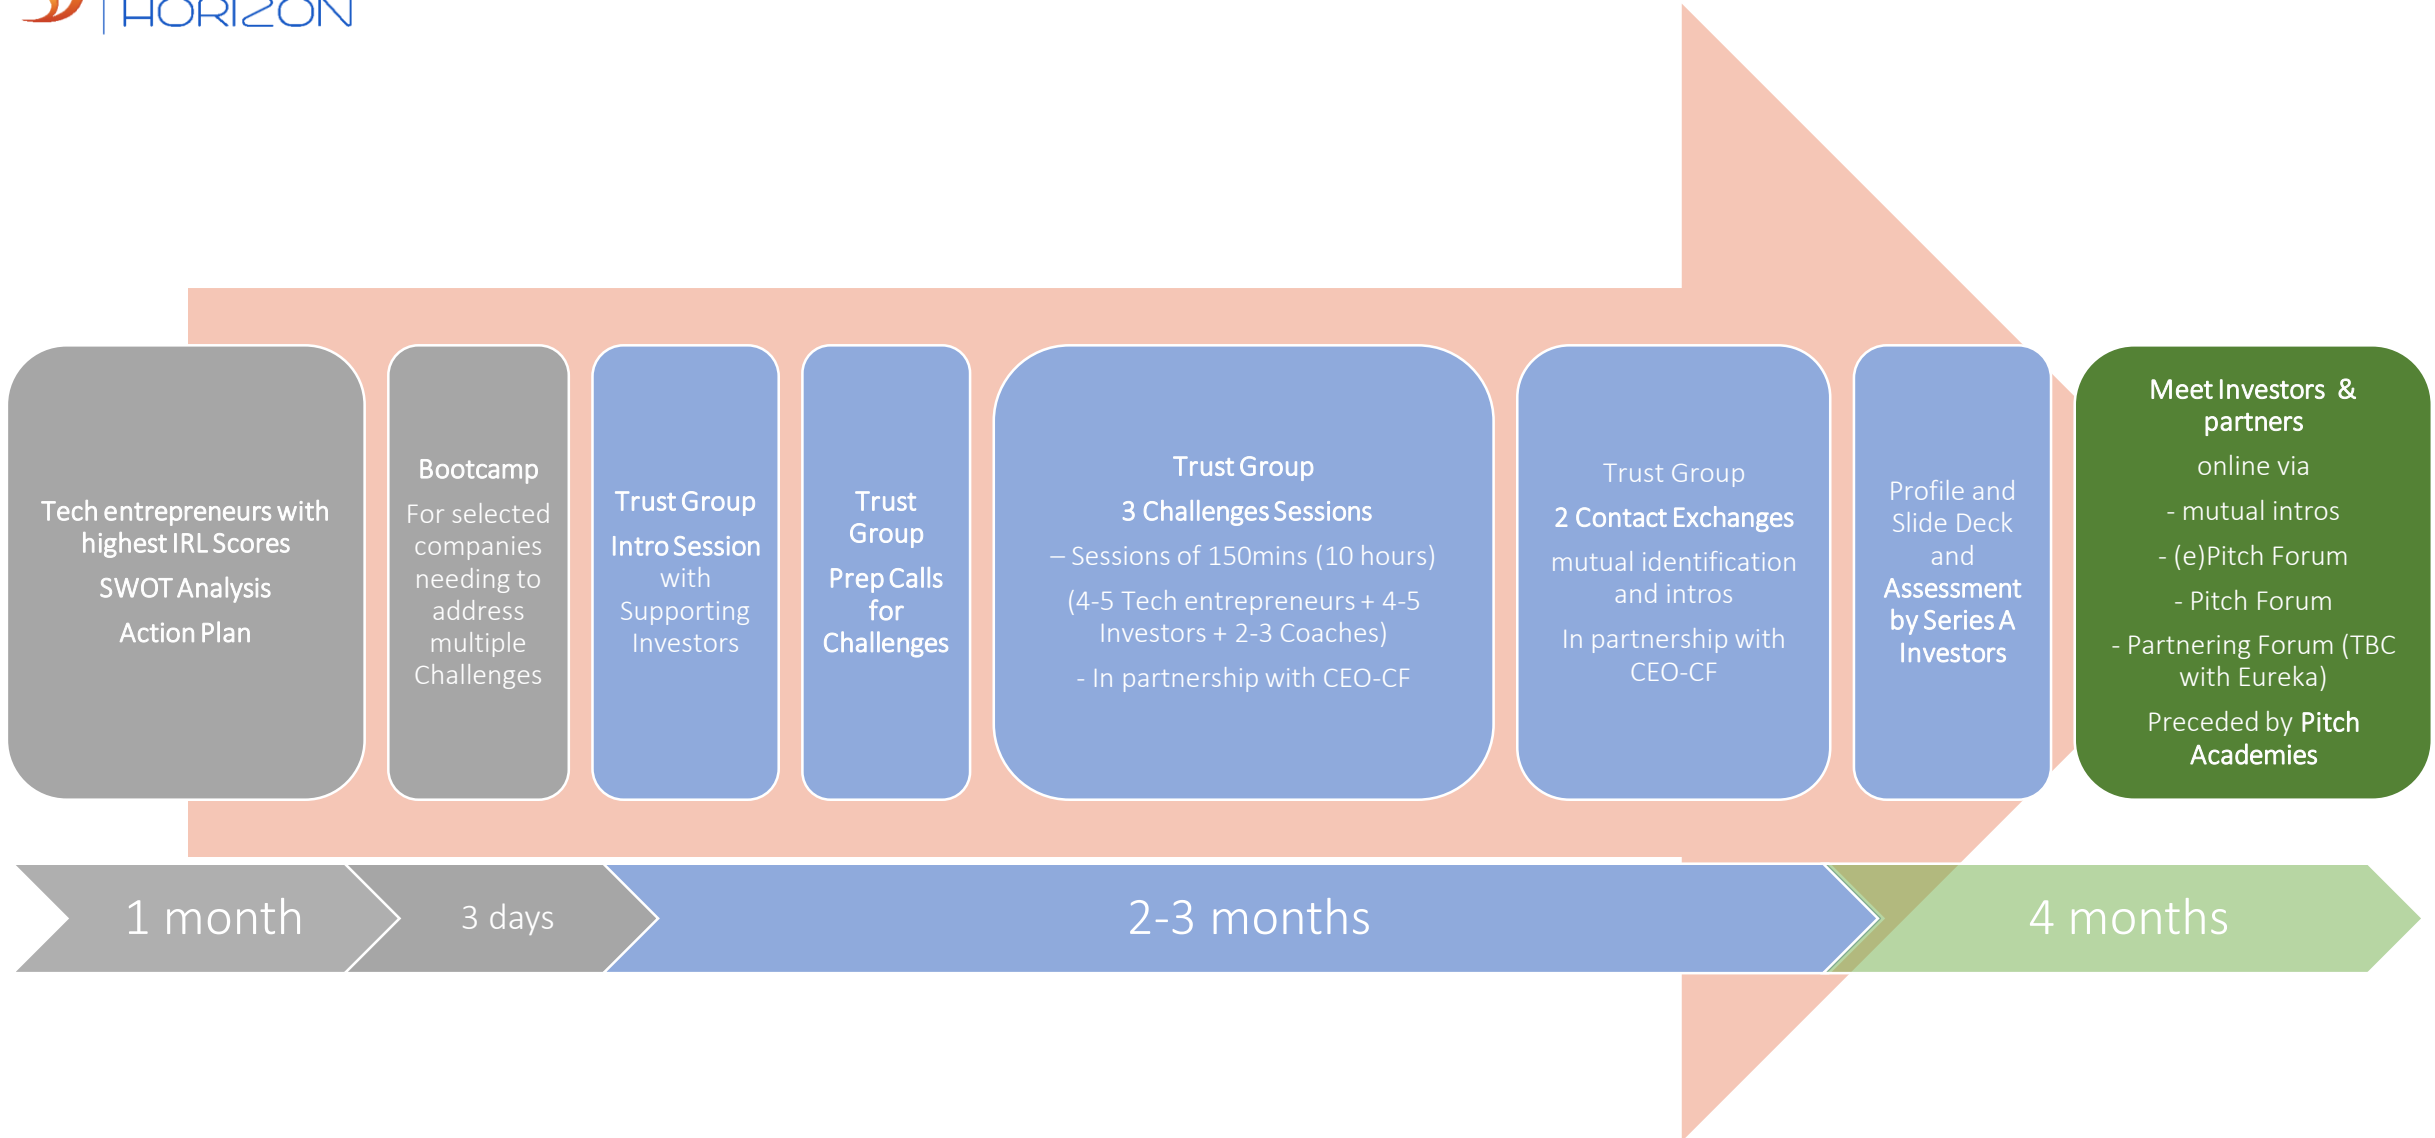 HORIZON
Tech entrepreneurs with
highest IRL Scores
SWOT Analysis
Action Plan
Bootcamp
For selected
companies
needing to
address
multiple
Challenges
Trust Group
Intro Session
with
Supporting
Investors
Trust
Group
Prep Calls
for
Challenges
Trust Group
3 Challenges Sessions
– Sessions of 150mins (10 hours)
(4-5 Tech entrepreneurs + 4-5
Investors + 2-3 Coaches)
- In partnership with CEO-CF
Trust Group
2 Contact Exchanges
mutual identification
and intros
In partnership with
CEO-CF
Profile and
Slide Deck
and
Assessment
by Series A
Investors
Meet Investors & 
partners
online via
- mutual intros
- (e)Pitch Forum
- Pitch Forum
- Partnering Forum (TBC
with Eureka)
Preceded by Pitch
Academies
1 month
3 days
2-3 months
4 months